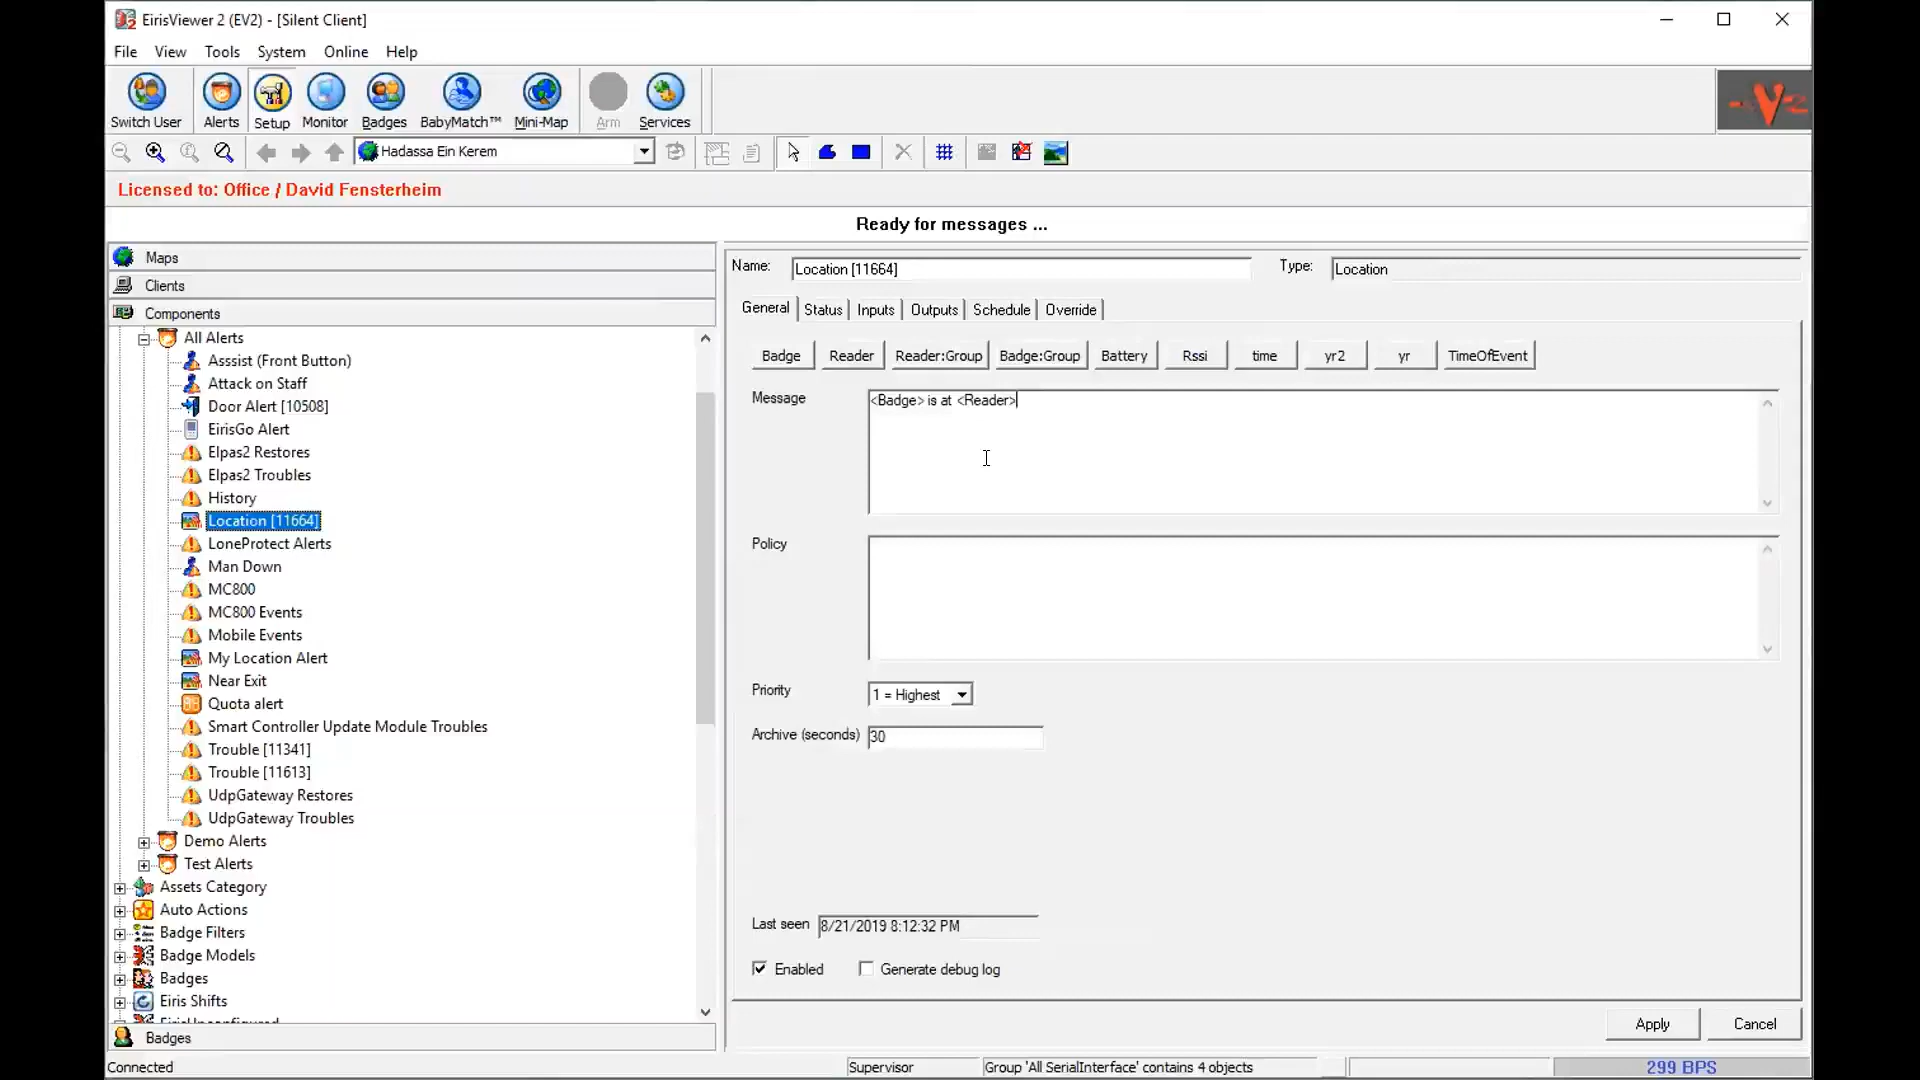 EirisViewer 2 (EV2) - [Silent Client]
File View Tools System Online Help
Switch User Alerts Setup Monitor Badges BabyMatch™ Mini-Map Arm Services
Hadassa Ein Kerem
Licensed to: Office / David Fensterheim
Ready for messages ...
Maps
Clients
Components
All Alerts
Asssist (Front Button)
Attack on Staff
Door Alert [10508]
EirisGo Alert
Elpas2 Restores
Elpas2 Troubles
History
Location [11664]
LoneProtect Alerts
Man Down
MC800
MC800 Events
Mobile Events
My Location Alert
Near Exit
Quota alert
Smart Controller Update Module Troubles
Trouble [11341]
Trouble [11613]
UdpGateway Restores
UdpGateway Troubles
Demo Alerts
Test Alerts
Assets Category
Auto Actions
Badge Filters
Badge Models
Badges
Eiris Shifts
Badges
Name: Location [11664] Type: Location
General Status Inputs Outputs Schedule Override
Badge Reader Reader:Group Badge:Group Battery Rssi time yr2 yr TimeOfEvent
Message <Badge> is at <Reader>
Policy
Priority 1 = Highest
Archive (seconds) 30
Last seen 8/21/2019 8:12:32 PM
Enabled Generate debug log
Apply Cancel
Connected Supervisor Group 'All SerialInterface' contains 4 objects 299 BPS